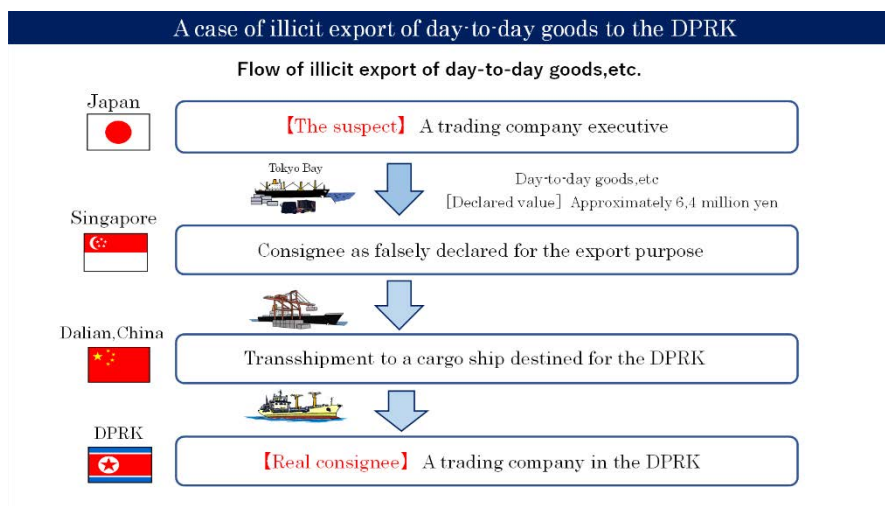 A case of illicit export of day-to-day goods to the DPRK
Flow of illicit export of day-to-day goods,etc.
Japan
【The suspect】 A trading company executive
Tokyo Bay
Day-to-day goods,etc
[Declared value] Approximately 6,4 million yen
Singapore
Consignee as falsely declared for the export purpose
Dalian,China
Transshipment to a cargo ship destined for the DPRK
DPRK
【Real consignee】 A trading company in the DPRK